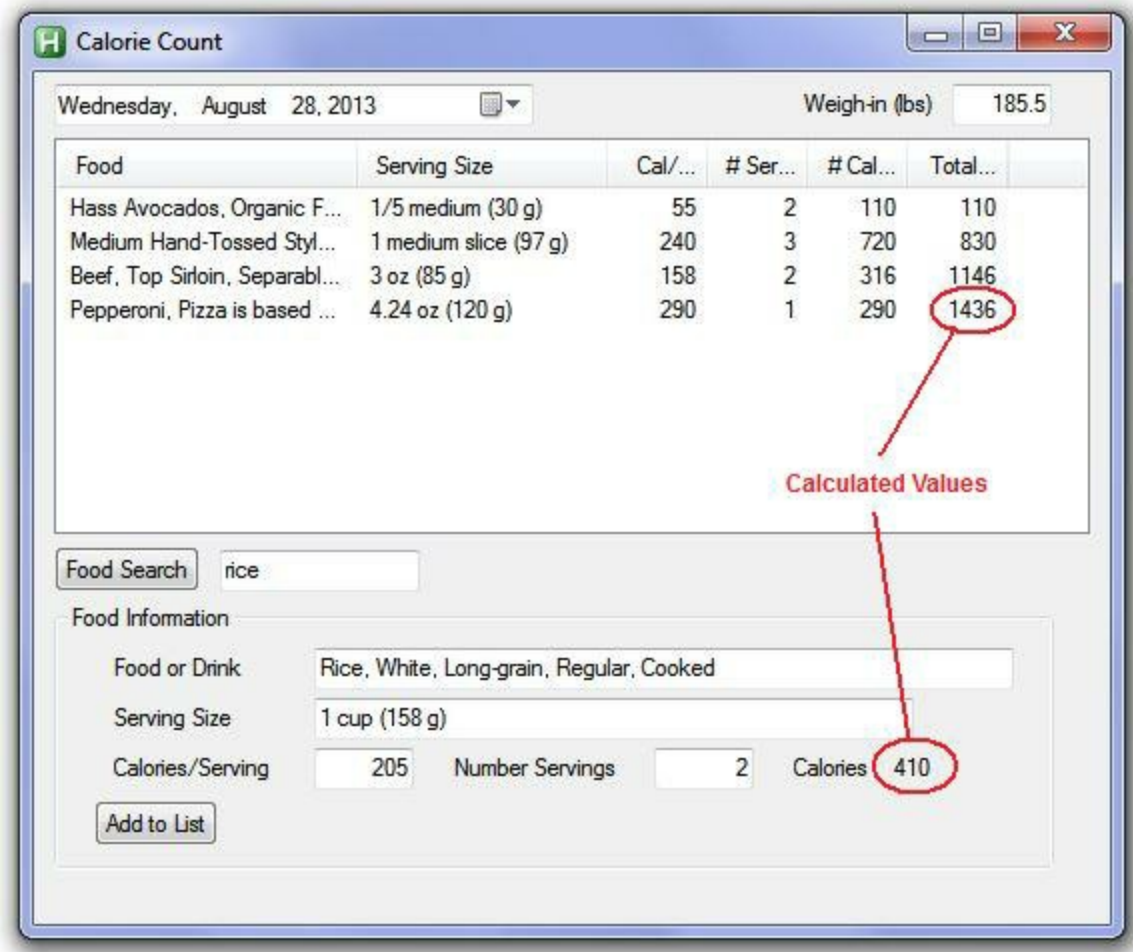 Calorie Count
Wednesday, August 28, 2013 Weigh-in (lbs) 185.5
Food Serving Size Cal/... # Ser... # Cal... Total...
Hass Avocados, Organic F... 1/5 medium (30 g) 55 2 110 110
Medium Hand-Tossed Styl... 1 medium slice (97 g) 240 3 720 830
Beef, Top Sirloin, Separabl... 3 oz (85 g) 158 2 316 1146
Pepperoni, Pizza is based ... 4.24 oz (120 g) 290 1 290 1436
Calculated Values
Food Search rice
Food Information
Food or Drink Rice, White, Long-grain, Regular, Cooked
Serving Size 1 cup (158 g)
Calories/Serving 205 Number Servings 2 Calories 410
Add to List